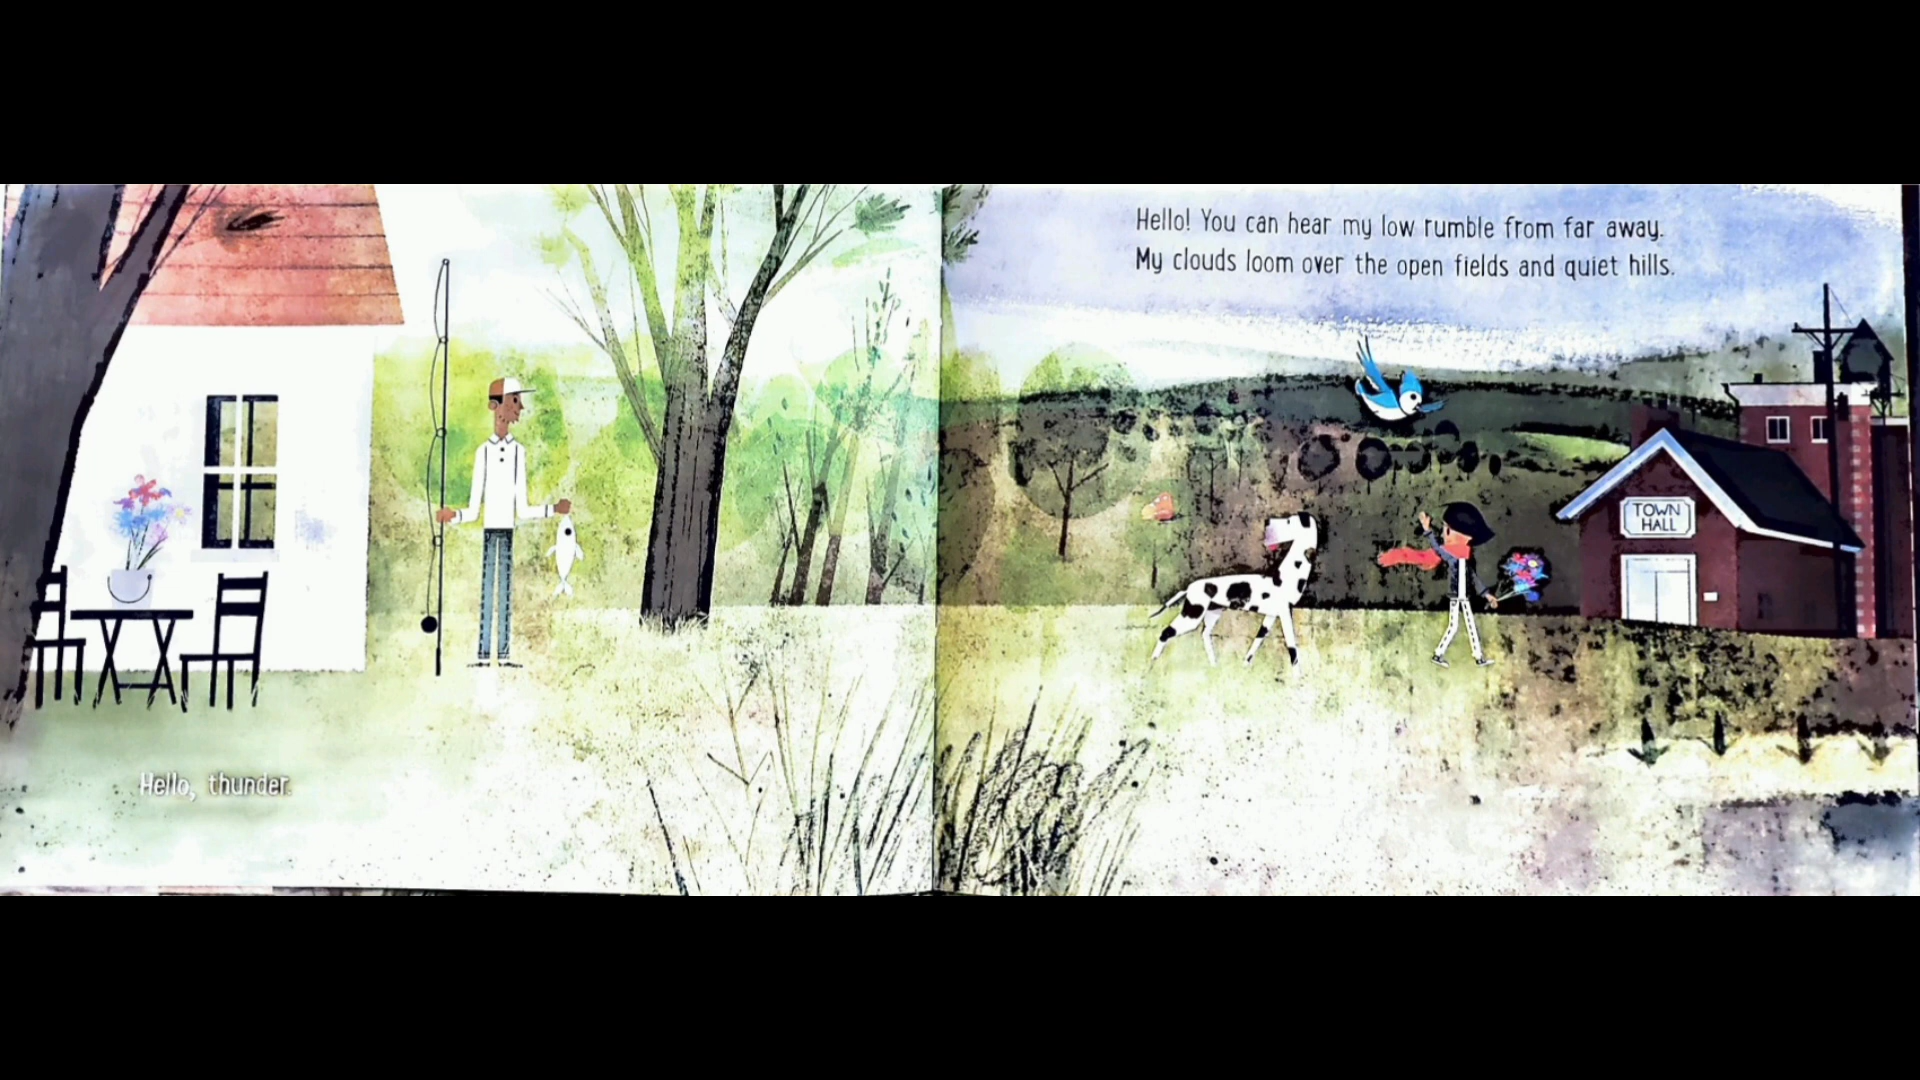 Hello, thunder.
Hello! You can hear my low rumble from far away.
My clouds loom over the open fields and quiet hills.
TOWN
HALL